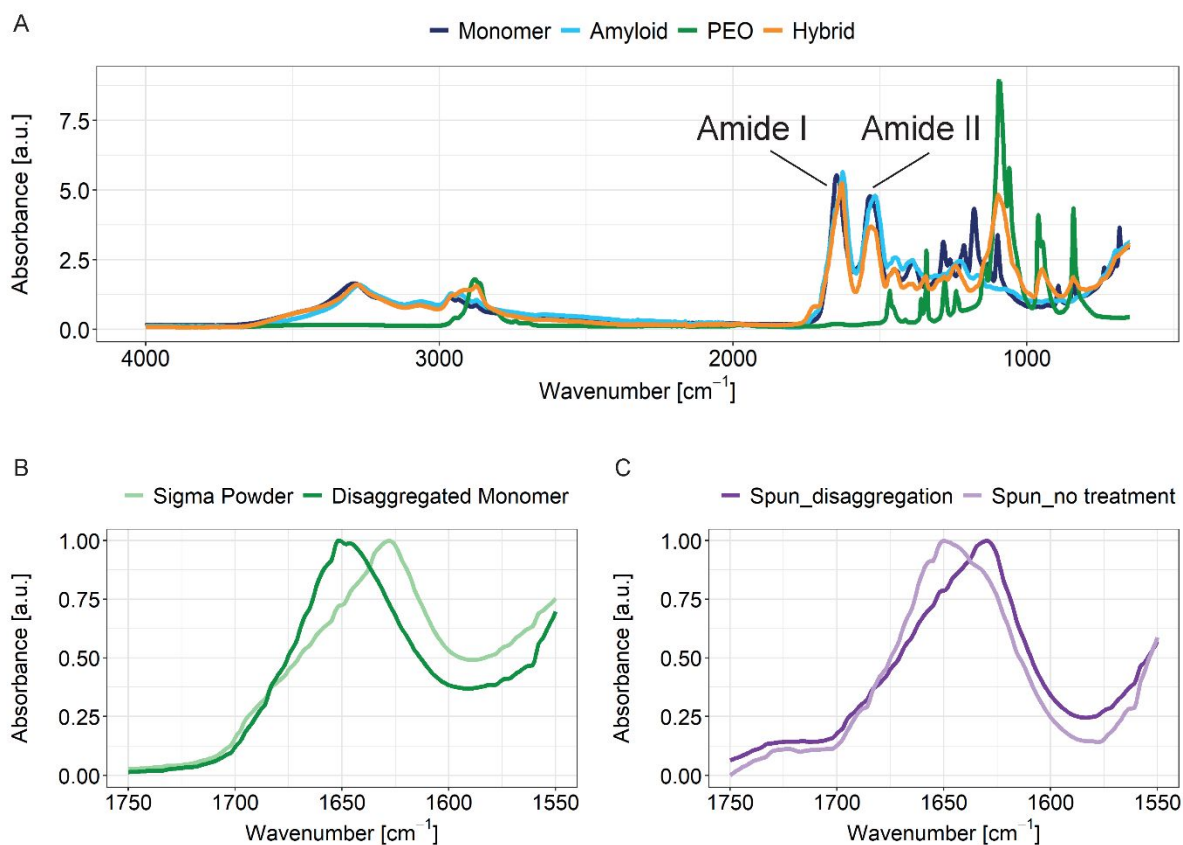 A
Monomer Amyloid PEO Hybrid
Absorbance [a.u.]
7.5
5.0
2.5
0.0
Amide I
Amide II
4000 3000 2000 1000
Wavenumber [cm⁻¹]
B
Sigma Powder Disaggregated Monomer
Absorbance [a.u.]
1.00
0.75
0.50
0.25
0.00
1750 1700 1650 1600 1550
Wavenumber [cm⁻¹]
C
Spun_disaggregation Spun_no treatment
Absorbance [a.u.]
1.00
0.75
0.50
0.25
0.00
1750 1700 1650 1600 1550
Wavenumber [cm⁻¹]